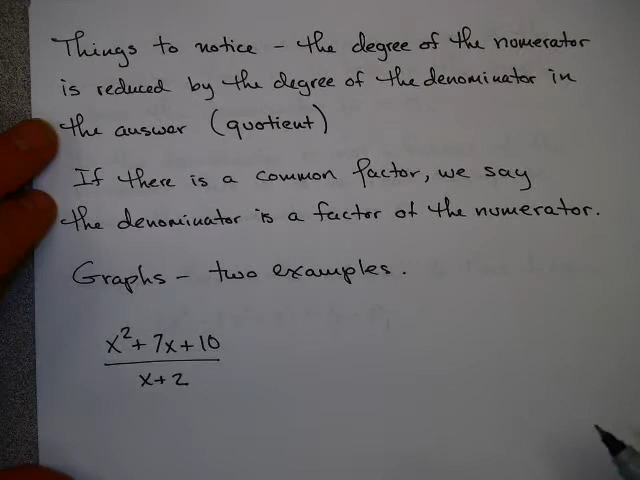 Things to notice - the degree of the numerator
is reduced by the degree of the denominator in
the answer (quotient)
If there is a common factor, we say
the denominator is a factor of the numerator.
Graphs - two examples.
x² + 7x + 10
x + 2